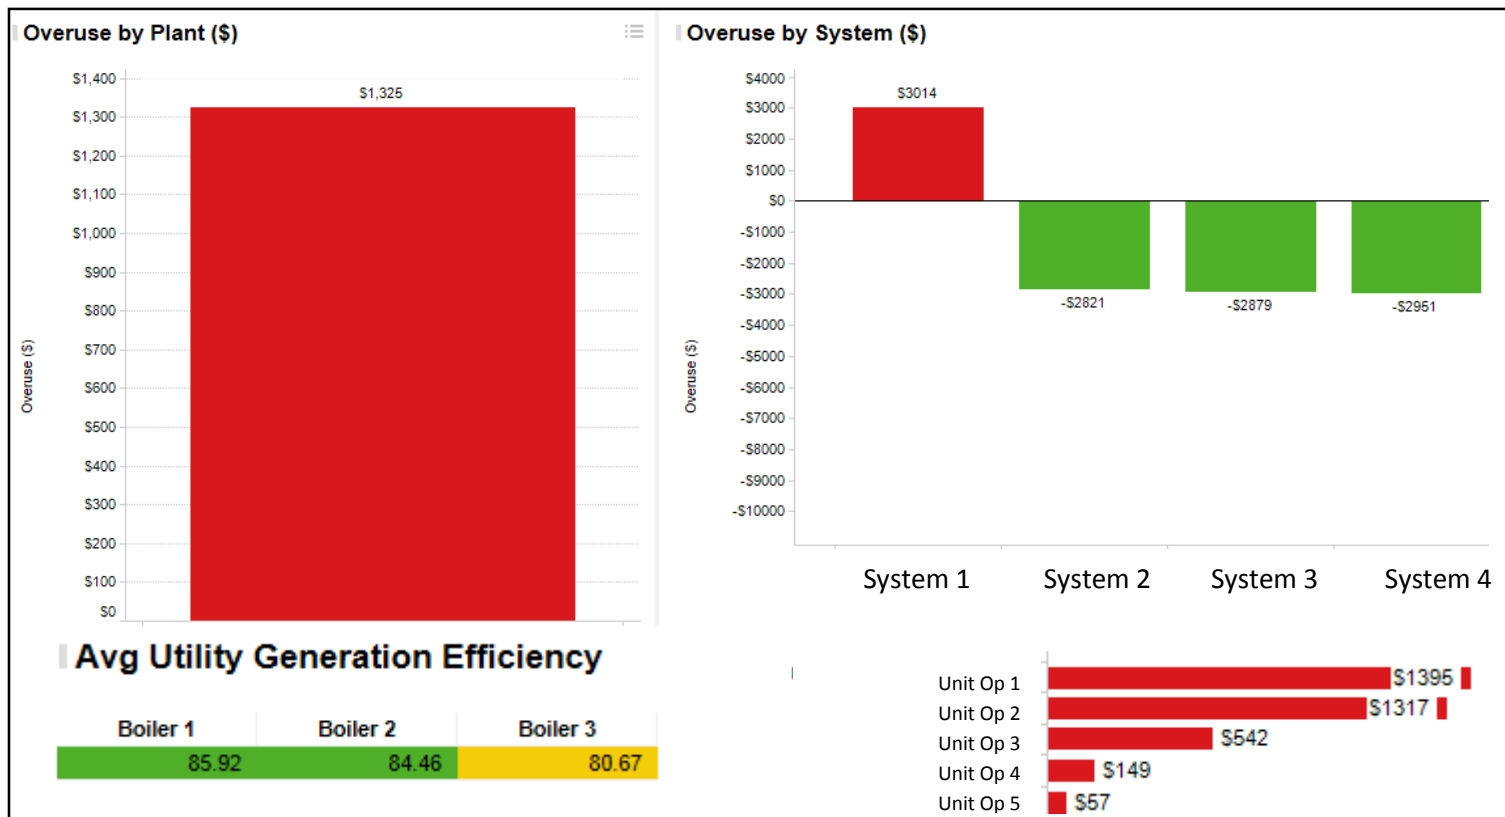 Overuse by Plant ($)
$1,400
$1,300
$1,200
$1,100
$1,000
$900
$800
$700
$600
$500
$400
$300
$200
$100
$0
Overuse ($)
$1,325
Overuse by System ($)
$4000
$3000
$2000
$1000
$0
-$1000
-$2000
-$3000
-$4000
-$5000
-$6000
-$7000
-$8000
-$9000
-$10000
Overuse ($)
$3014
-$2821
-$2879
-$2951
System 1 System 2 System 3 System 4
Avg Utility Generation Efficiency
Boiler 1 Boiler 2 Boiler 3
85.92 84.46 80.67
Unit Op 1 $1395
Unit Op 2 $1317
Unit Op 3 $542
Unit Op 4 $149
Unit Op 5 $57